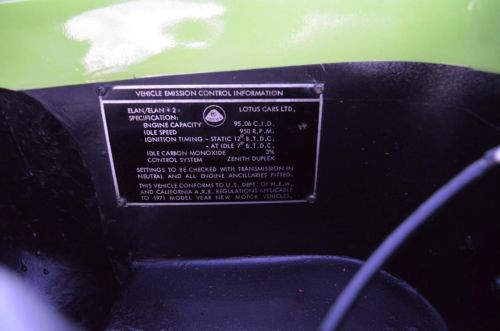 VEHICLE EMISSION CONTROL INFORMATION
ELAN/ELAN + 2 LOTUS CARS LTD.
SPECIFICATION:
ENGINE CAPACITY 95.06 C.I.D.
IDLE SPEED 950 R.P.M.
IGNITION TIMING - STATIC 12° B.T.D.C.
- AT IDLE 7° B.T.D.C.
IDLE CARBON MONOXIDE 3%
CONTROL SYSTEM ZENITH DUPLEX
SETTINGS TO BE CHECKED WITH TRANSMISSION IN
NEUTRAL AND ALL ENGINE ANCILLARIES FITTED.
THIS VEHICLE CONFORMS TO U.S. DEPT. OF H.E.W.
AND CALIFORNIA A.R.B. REGULATIONS APPLICABLE
TO 1971 MODEL YEAR NEW MOTOR VEHICLES.